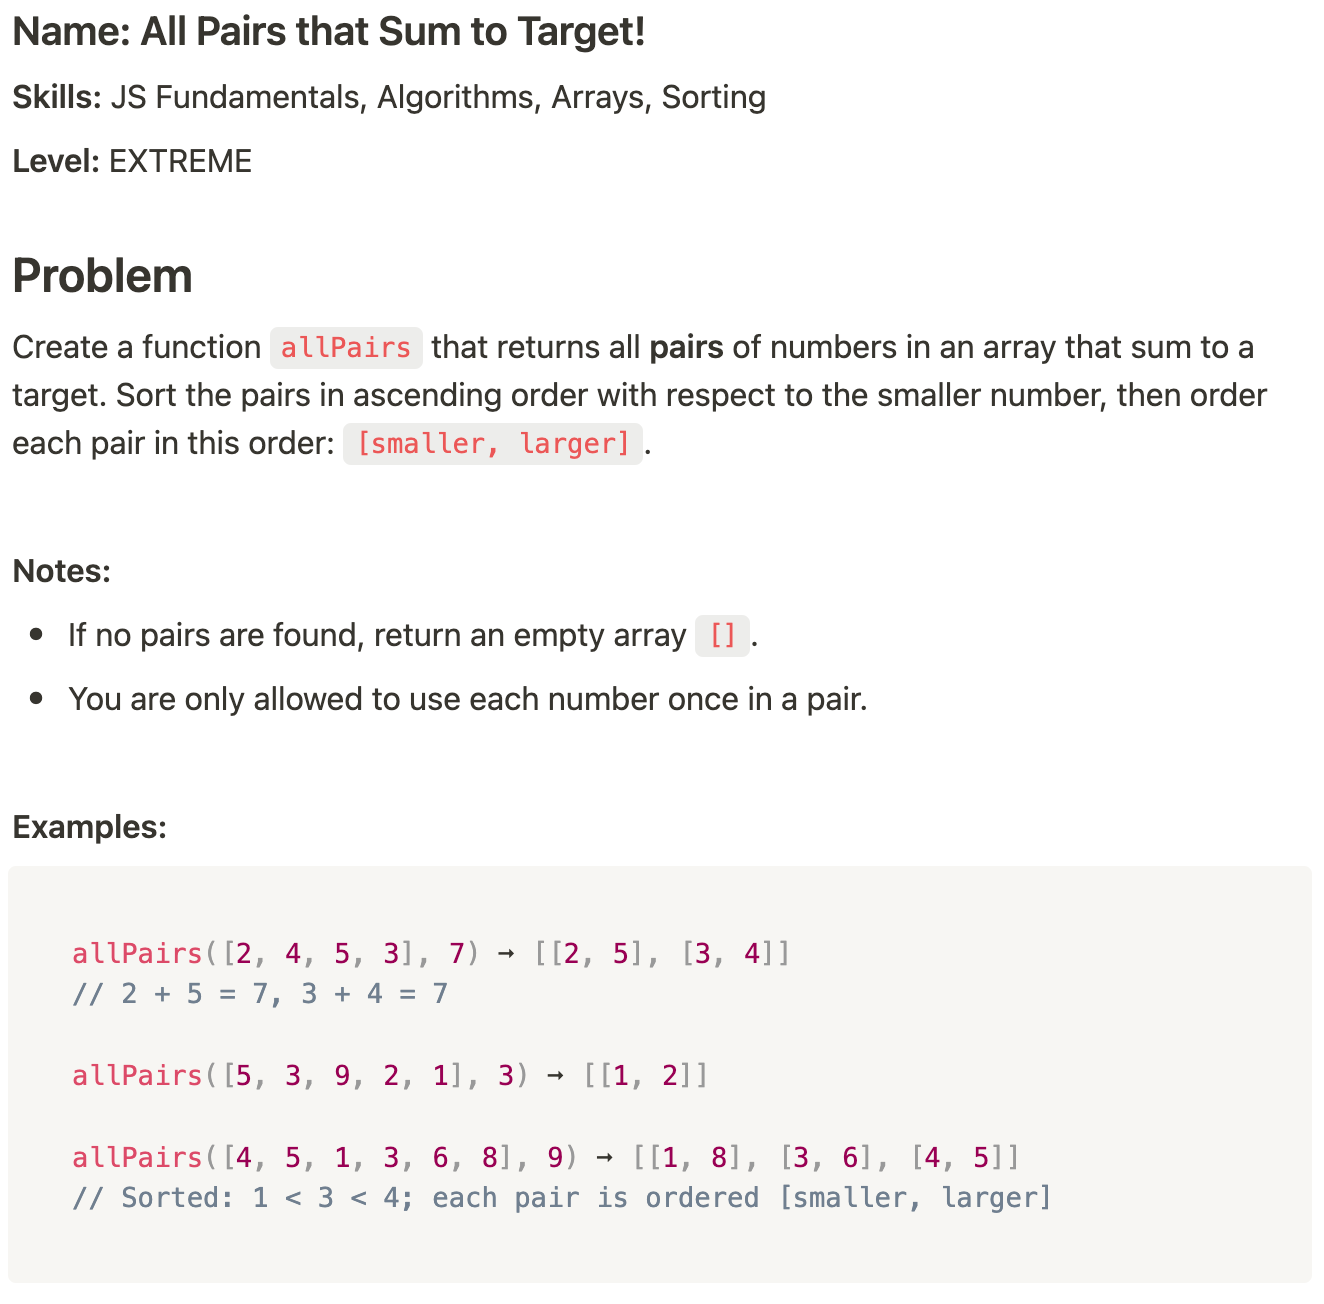 Name: All Pairs that Sum to Target!
Skills: JS Fundamentals, Algorithms, Arrays, Sorting
Level: EXTREME
Problem
Create a function allPairs that returns all pairs of numbers in an array that sum to a
target. Sort the pairs in ascending order with respect to the smaller number, then order
each pair in this order: [smaller, larger].
Notes:
• If no pairs are found, return an empty array [].
• You are only allowed to use each number once in a pair.
Examples:
allPairs([2, 4, 5, 3], 7) → [[2, 5], [3, 4]]
// 2 + 5 = 7, 3 + 4 = 7
allPairs([5, 3, 9, 2, 1], 3) → [[1, 2]]
allPairs([4, 5, 1, 3, 6, 8], 9) → [[1, 8], [3, 6], [4, 5]]
// Sorted: 1 < 3 < 4; each pair is ordered [smaller, larger]